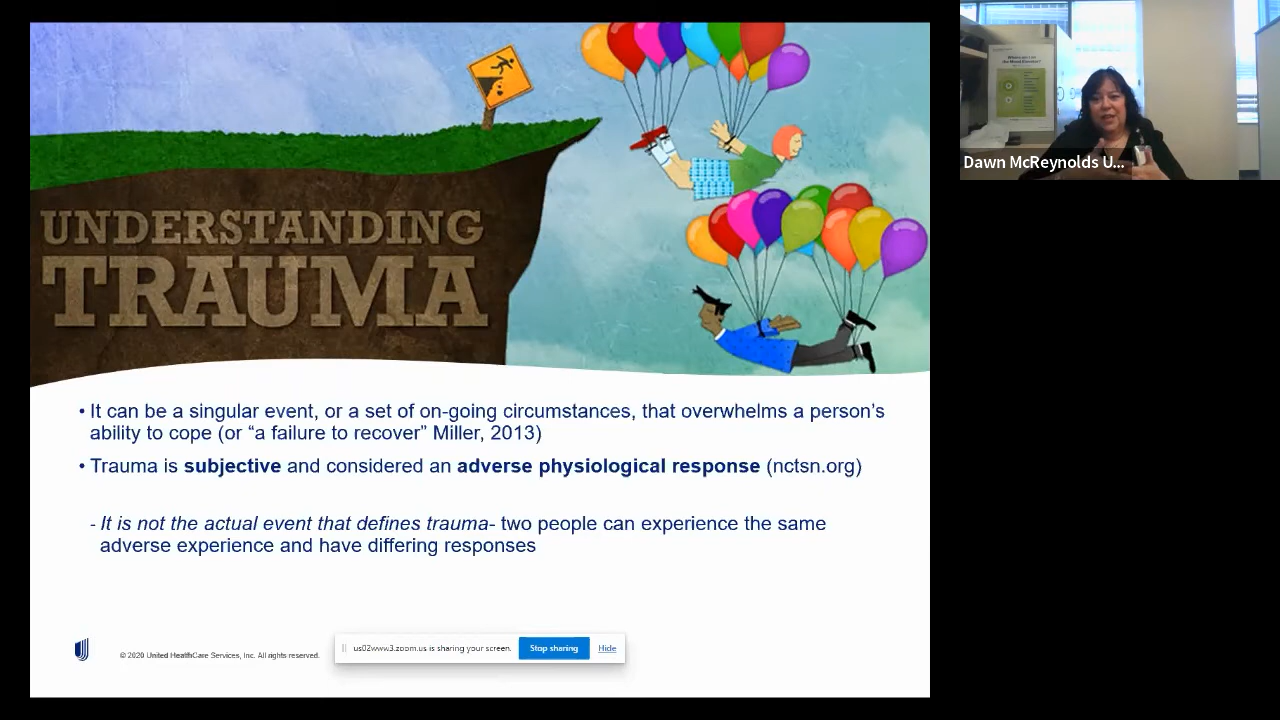 UNDERSTANDING
TRAUMA
• It can be a singular event, or a set of on-going circumstances, that overwhelms a person’s
ability to cope (or “a failure to recover” Miller, 2013)
• Trauma is subjective and considered an adverse physiological response (nctsn.org)
- It is not the actual event that defines trauma- two people can experience the same
adverse experience and have differing responses
© 2020 United HealthCare Services, Inc. All rights reserved.
us02www3.zoom.us is sharing your screen.
Stop sharing
Hide
Dawn McReynolds U...